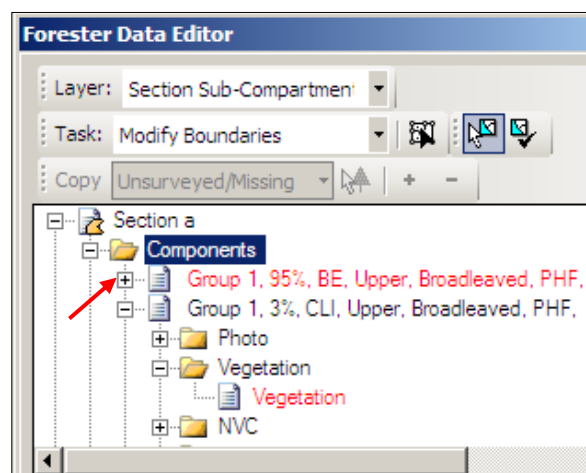 Forester Data Editor
Layer: Section Sub-Compartment
Task: Modify Boundaries
Copy Unsurveyed/Missing + -
Section a
Components
Group 1, 95%, BE, Upper, Broadleaved, PHF,
Group 1, 3%, CLI, Upper, Broadleaved, PHF,
Photo
Vegetation
Vegetation
NVC